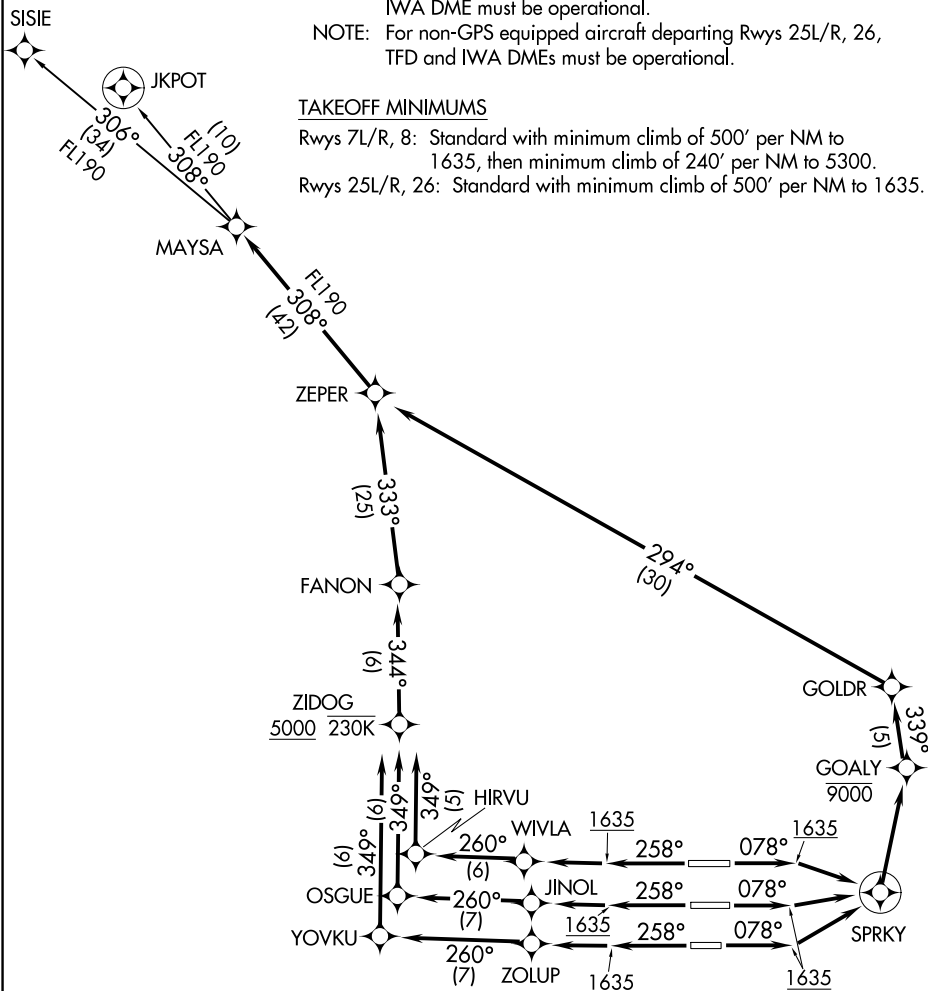 IWA DME must be operational.
NOTE: For non-GPS equipped aircraft departing Rwys 25L/R, 26,
TFD and IWA DMEs must be operational.
TAKEOFF MINIMUMS
Rwys 7L/R, 8: Standard with minimum climb of 500' per NM to
1635, then minimum climb of 240' per NM to 5300.
Rwys 25L/R, 26: Standard with minimum climb of 500' per NM to 1635.
SISIE
JKPOT
306°
(34)
FL190
(10)
FL190
308°
MAYSA
FL190
308°
(42)
ZEPER
333°
(25)
294°
(30)
FANON
344°
(6)
ZIDOG
5000 230K
GOLDR
339°
(5)
GOALY
9000
349°
(6)
349°
(6)
349°
(5)
HIRVU
WIVLA
260°
(6)
1635
258°
078°
1635
OSGUE
JINOL
260°
(7)
1635
258°
078°
SPRKY
YOVKU
260°
(7)
ZOLUP
1635
258°
078°
1635